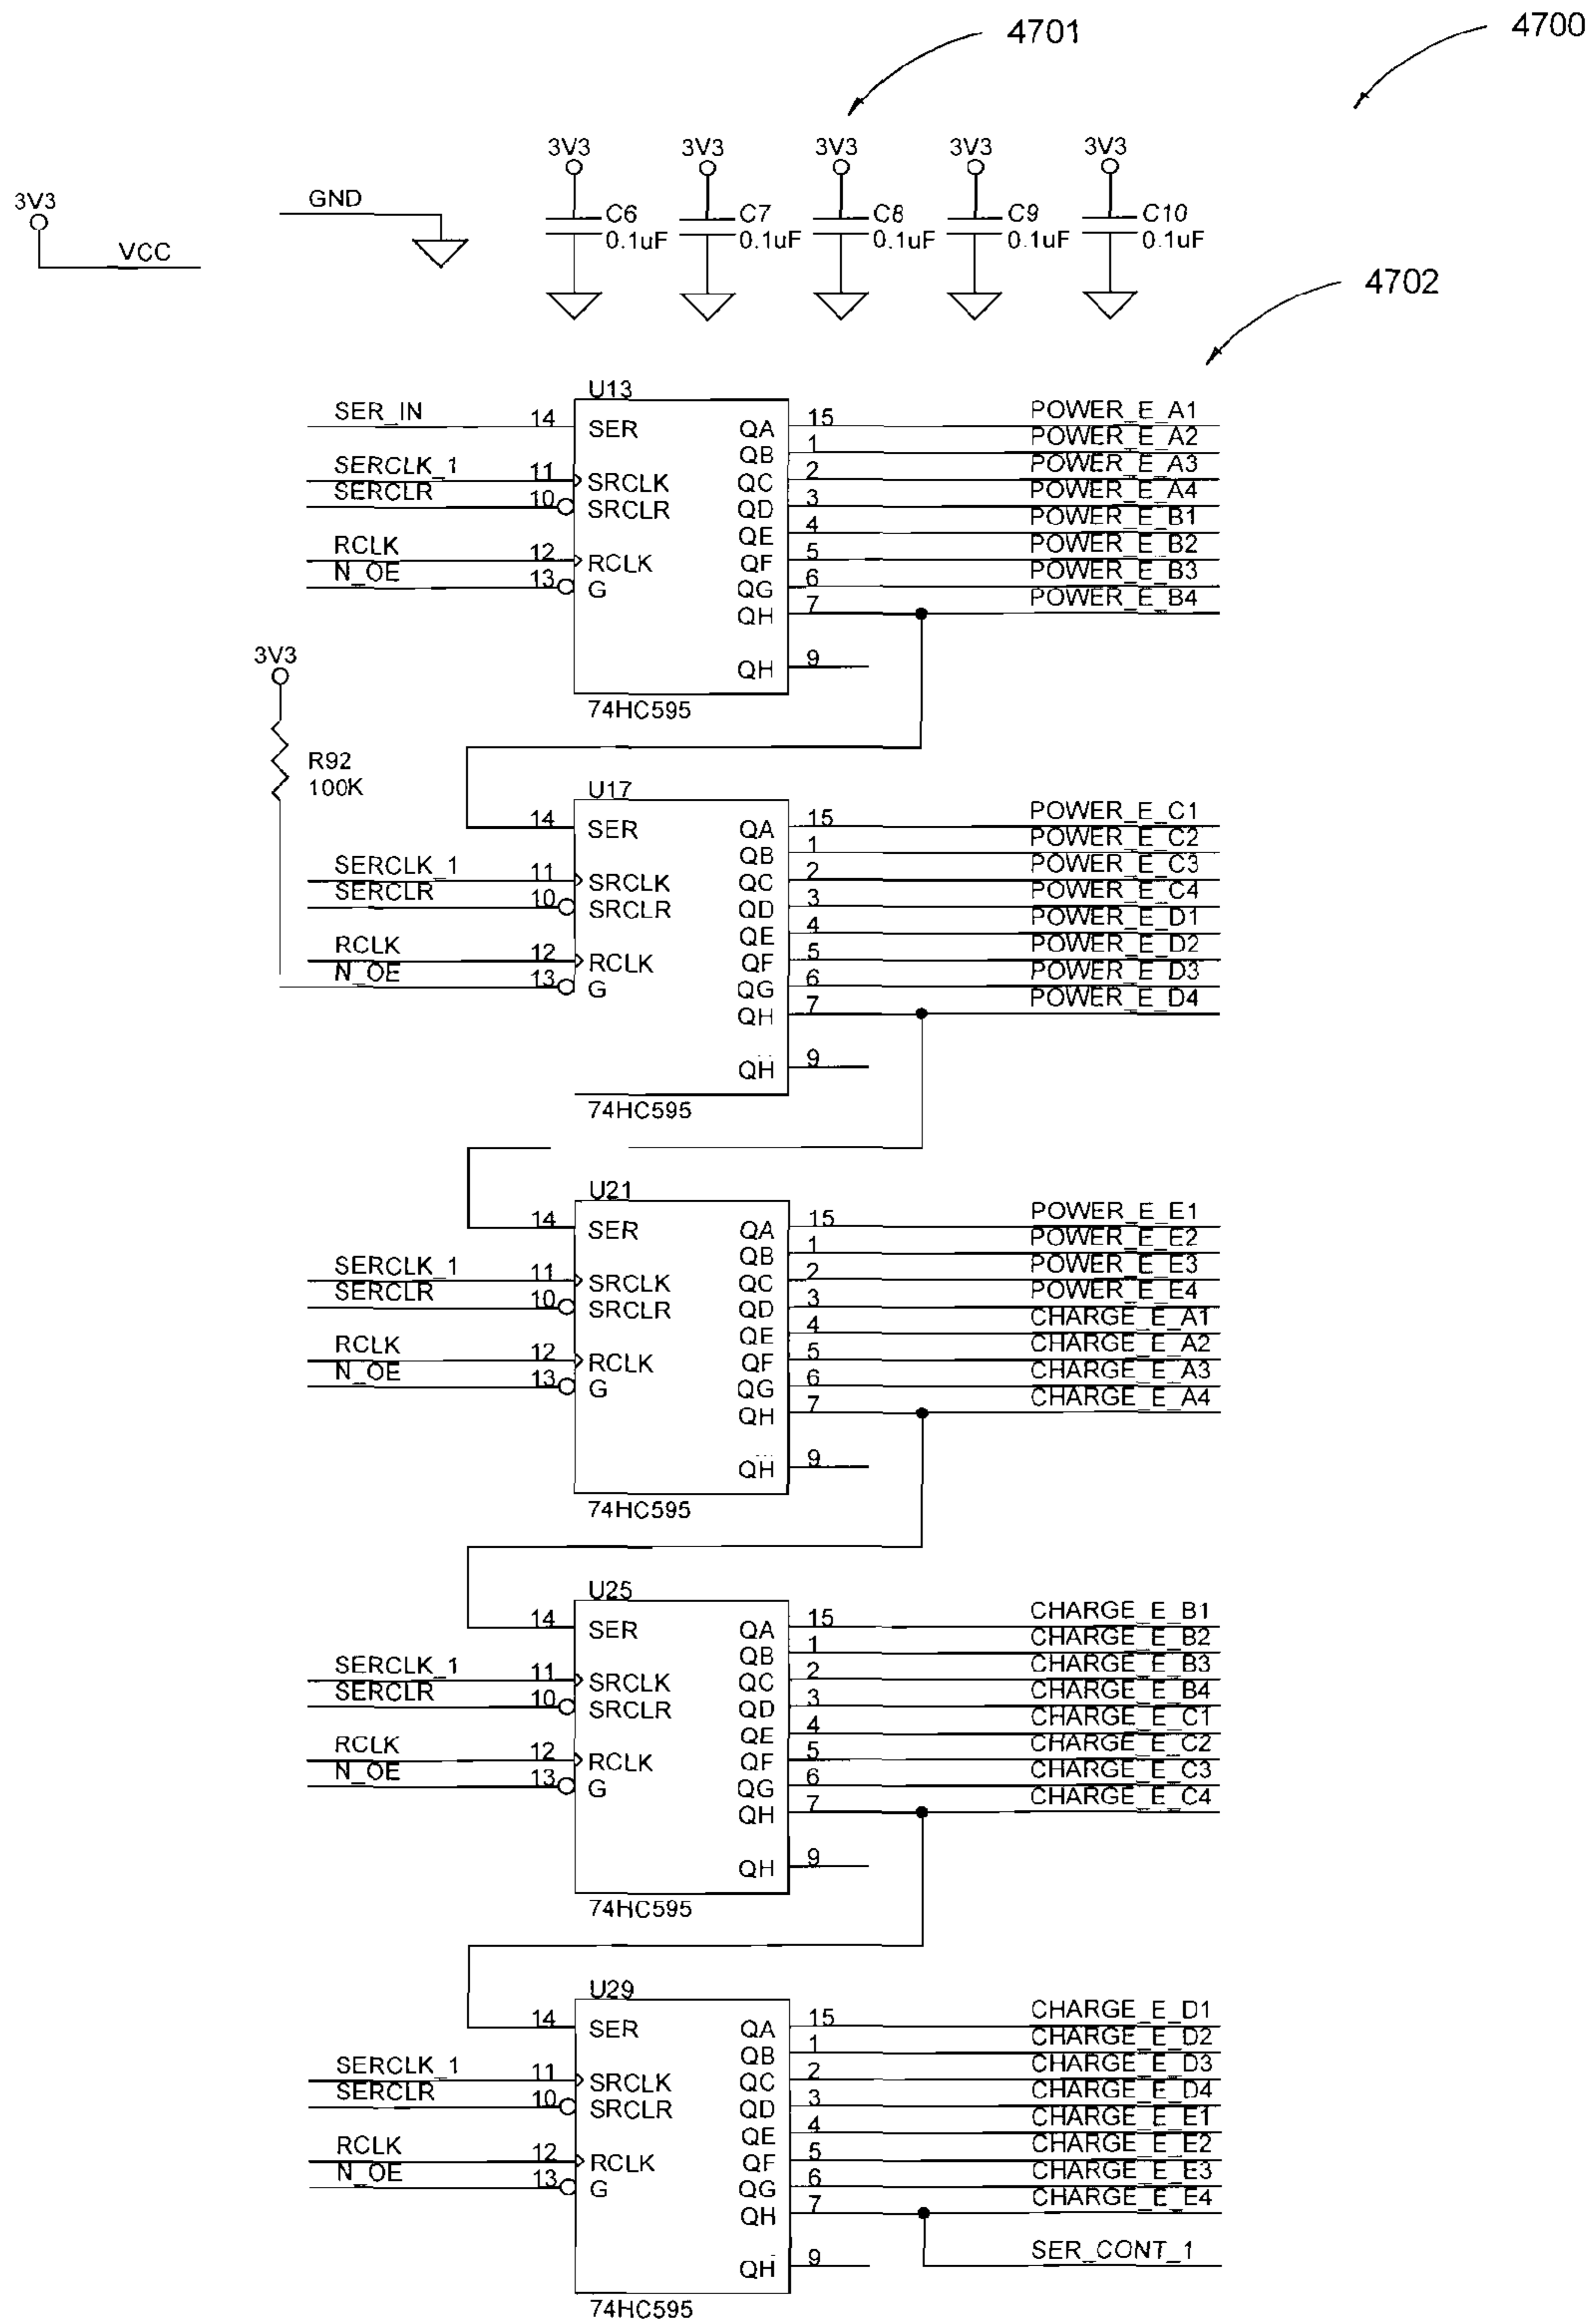 4701
4700
3V3 3V3 3V3 3V3 3V3
3V3
GND
VCC
C6 C7 C8 C9 C10
0.1uF 0.1uF 0.1uF 0.1uF 0.1uF
4702
U13
SER_IN 14 SER QA 15 POWER_E_A1
QB 1 POWER_E_A2
SERCLK_1 11 SRCLK QC 2 POWER_E_A3
SERCLR 10 SRCLR QD 3 POWER_E_A4
QE 4 POWER_E_B1
RCLK 12 RCLK QF 5 POWER_E_B2
N_OE 13 G QG 6 POWER_E_B3
QH 7 POWER_E_B4
QH 9
74HC595
3V3
R92
100K
U17
14 SER QA 15 POWER_E_C1
QB 1 POWER_E_C2
SERCLK_1 11 SRCLK QC 2 POWER_E_C3
SERCLR 10 SRCLR QD 3 POWER_E_C4
QE 4 POWER_E_D1
RCLK 12 RCLK QF 5 POWER_E_D2
N_OE 13 G QG 6 POWER_E_D3
QH 7 POWER_E_D4
QH 9
74HC595
U21
14 SER QA 15 POWER_E_E1
QB 1 POWER_E_E2
SERCLK_1 11 SRCLK QC 2 POWER_E_E3
SERCLR 10 SRCLR QD 3 POWER_E_E4
QE 4 CHARGE_E_A1
RCLK 12 RCLK QF 5 CHARGE_E_A2
N_OE 13 G QG 6 CHARGE_E_A3
QH 7 CHARGE_E_A4
QH 9
74HC595
U25
14 SER QA 15 CHARGE_E_B1
QB 1 CHARGE_E_B2
SERCLK_1 11 SRCLK QC 2 CHARGE_E_B3
SERCLR 10 SRCLR QD 3 CHARGE_E_B4
QE 4 CHARGE_E_C1
RCLK 12 RCLK QF 5 CHARGE_E_C2
N_OE 13 G QG 6 CHARGE_E_C3
QH 7 CHARGE_E_C4
QH 9
74HC595
U29
14 SER QA 15 CHARGE_E_D1
QB 1 CHARGE_E_D2
SERCLK_1 11 SRCLK QC 2 CHARGE_E_D3
SERCLR 10 SRCLR QD 3 CHARGE_E_D4
QE 4 CHARGE_E_E1
RCLK 12 RCLK QF 5 CHARGE_E_E2
N_OE 13 G QG 6 CHARGE_E_E3
QH 7 CHARGE_E_E4
SER_CONT_1
QH 9
74HC595